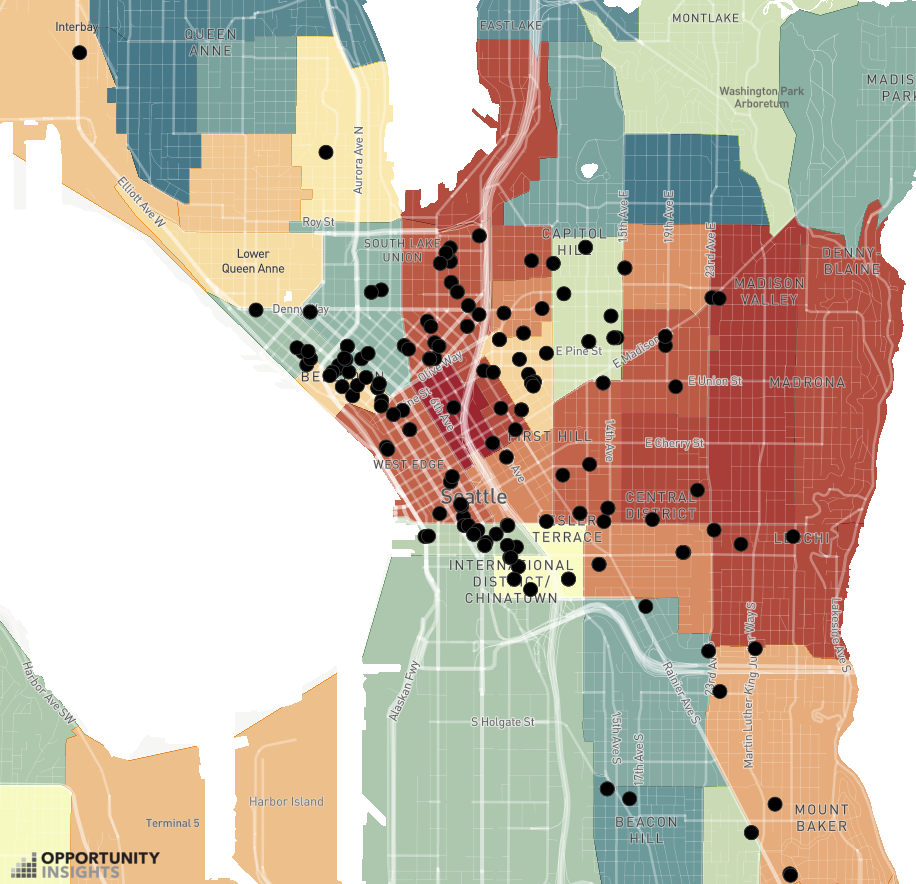 Interbay
QUEEN
ANNE
EASTLAKE
MONTLAKE
MADIS
PARK
Washington Park
Arboretum
Aurora Ave N
Elliott Ave W
Roy St
15th Ave E
19th Ave E
23rd Ave E
SOUTH LAKE
UNION
CAPITOL
HILL
Lower
Queen Anne
DENNY-
BLAINE
MADISON
VALLEY
Denny Way
E Pine St
E Madison
Olive Way
E Union St
MADRONA
4th Ave
FIRST HILL
14th Ave
E Cherry St
WEST EDGE
Ave
Seattle
CENTRAL
DISTRICT
TERRACE
INTERNATIONAL
DISTRICT/
CHINATOWN
Lakeside Ave S
Harbor Ave SW
Alaskan Fwy
Rainier Ave S
23rd Av
Martin Luther King Jr Way S
S Holgate St
15th Ave S
17th Ave S
Harbor Island
Terminal 5
BEACON
HILL
MOUNT
BAKER
OPPORTUNITY
INSIGHTS